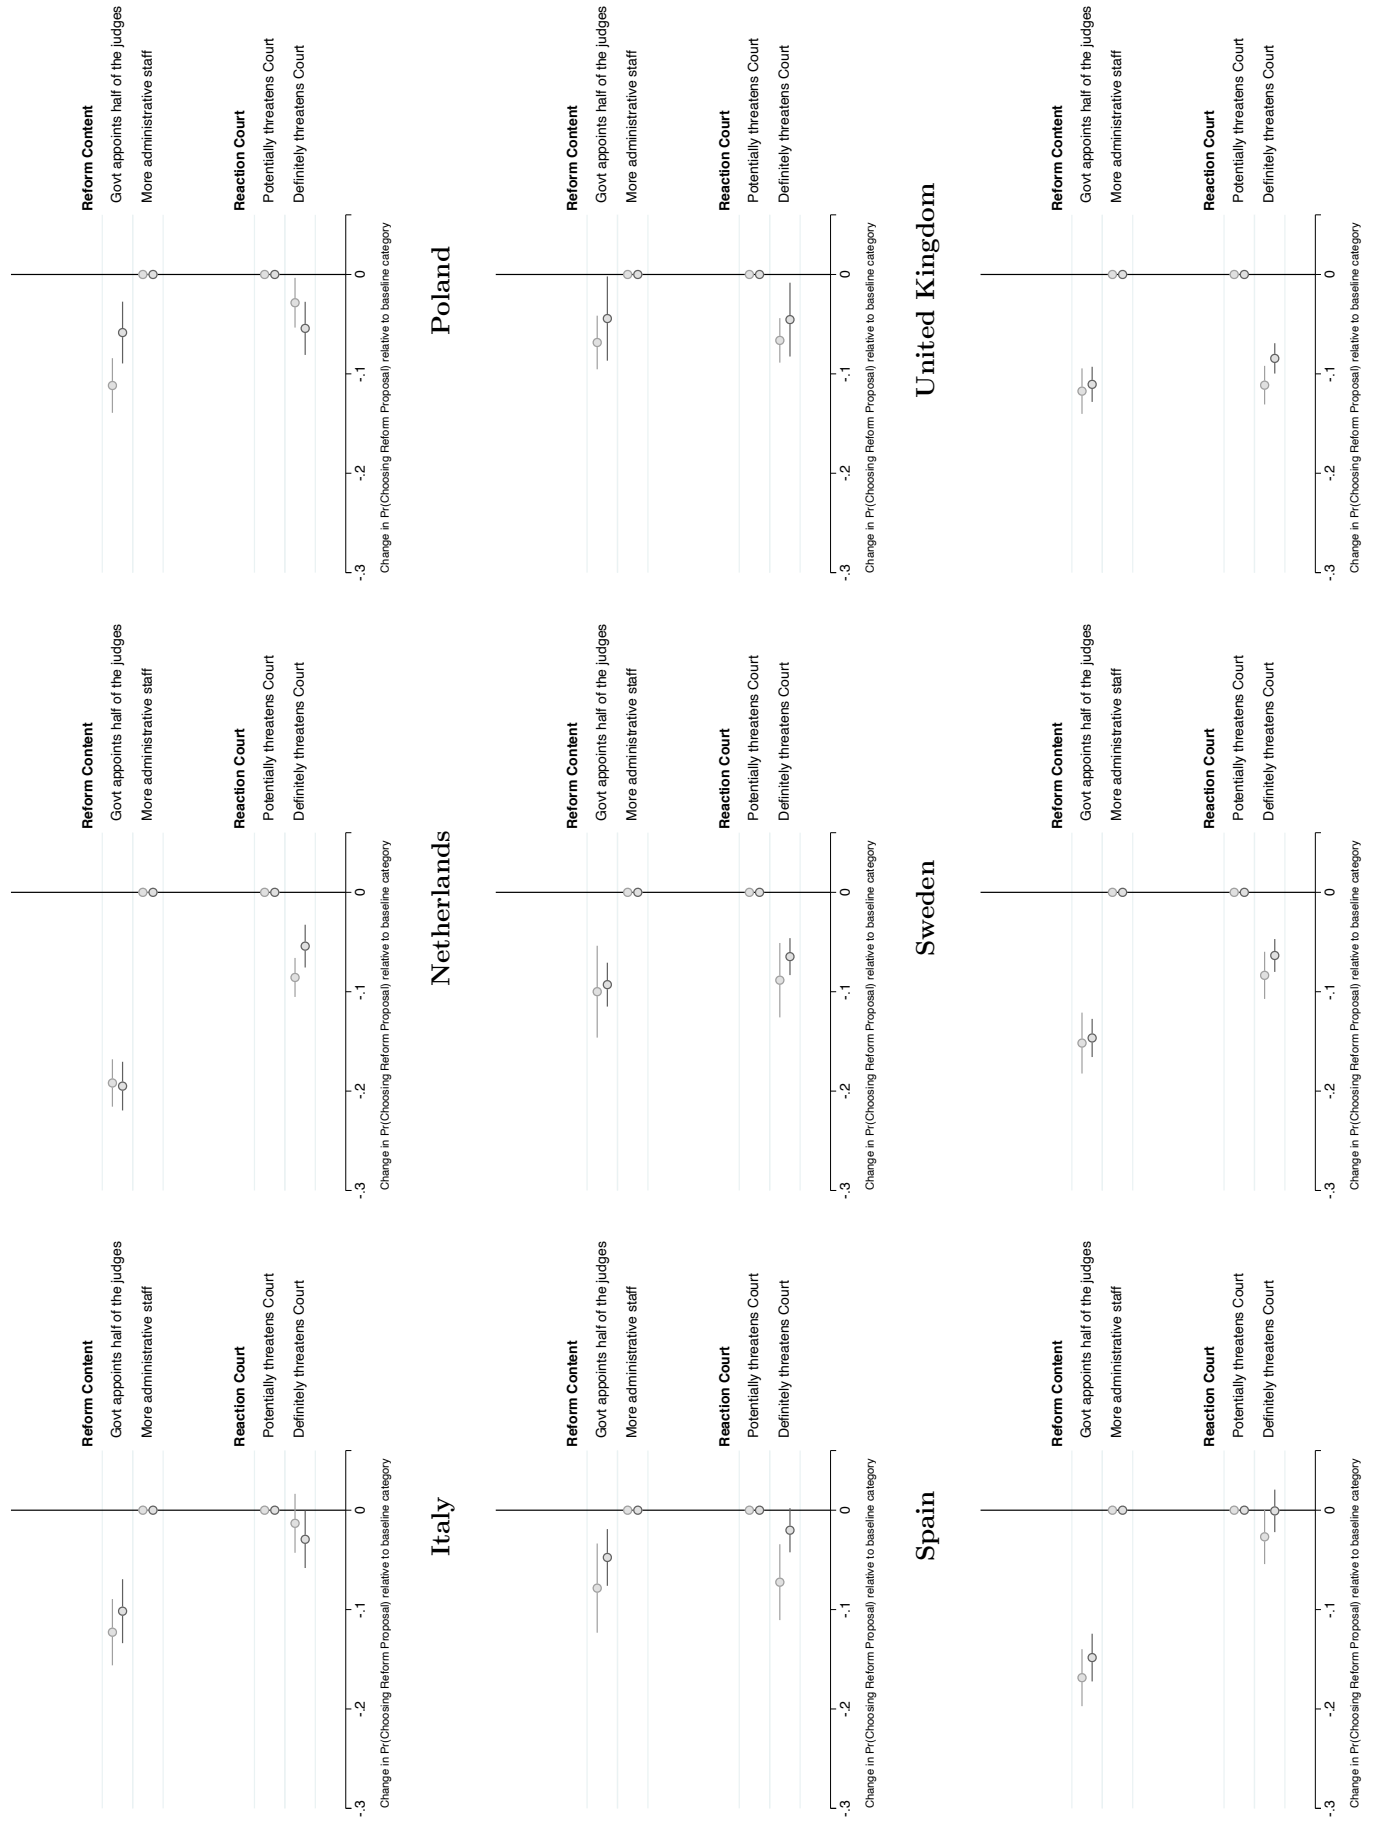 Reform Content
Govt appoints half of the judges
More administrative staff
Reaction Court
Potentially threatens Court
Definitely threatens Court
-.3 -.2 -.1 0
Change in Pr(Choosing Reform Proposal) relative to baseline category
Reform Content
Govt appoints half of the judges
More administrative staff
Reaction Court
Potentially threatens Court
Definitely threatens Court
-.3 -.2 -.1 0
Change in Pr(Choosing Reform Proposal) relative to baseline category
Reform Content
Govt appoints half of the judges
More administrative staff
Reaction Court
Potentially threatens Court
Definitely threatens Court
-.3 -.2 -.1 0
Change in Pr(Choosing Reform Proposal) relative to baseline category
Italy
Reform Content
Govt appoints half of the judges
More administrative staff
Reaction Court
Potentially threatens Court
Definitely threatens Court
-.3 -.2 -.1 0
Change in Pr(Choosing Reform Proposal) relative to baseline category
Netherlands
Reform Content
Govt appoints half of the judges
More administrative staff
Reaction Court
Potentially threatens Court
Definitely threatens Court
-.3 -.2 -.1 0
Change in Pr(Choosing Reform Proposal) relative to baseline category
Poland
Reform Content
Govt appoints half of the judges
More administrative staff
Reaction Court
Potentially threatens Court
Definitely threatens Court
-.3 -.2 -.1 0
Change in Pr(Choosing Reform Proposal) relative to baseline category
Spain
Reform Content
Govt appoints half of the judges
More administrative staff
Reaction Court
Potentially threatens Court
Definitely threatens Court
-.3 -.2 -.1 0
Change in Pr(Choosing Reform Proposal) relative to baseline category
Sweden
Reform Content
Govt appoints half of the judges
More administrative staff
Reaction Court
Potentially threatens Court
Definitely threatens Court
-.3 -.2 -.1 0
Change in Pr(Choosing Reform Proposal) relative to baseline category
United Kingdom
Reform Content
Govt appoints half of the judges
More administrative staff
Reaction Court
Potentially threatens Court
Definitely threatens Court
-.3 -.2 -.1 0
Change in Pr(Choosing Reform Proposal) relative to baseline category